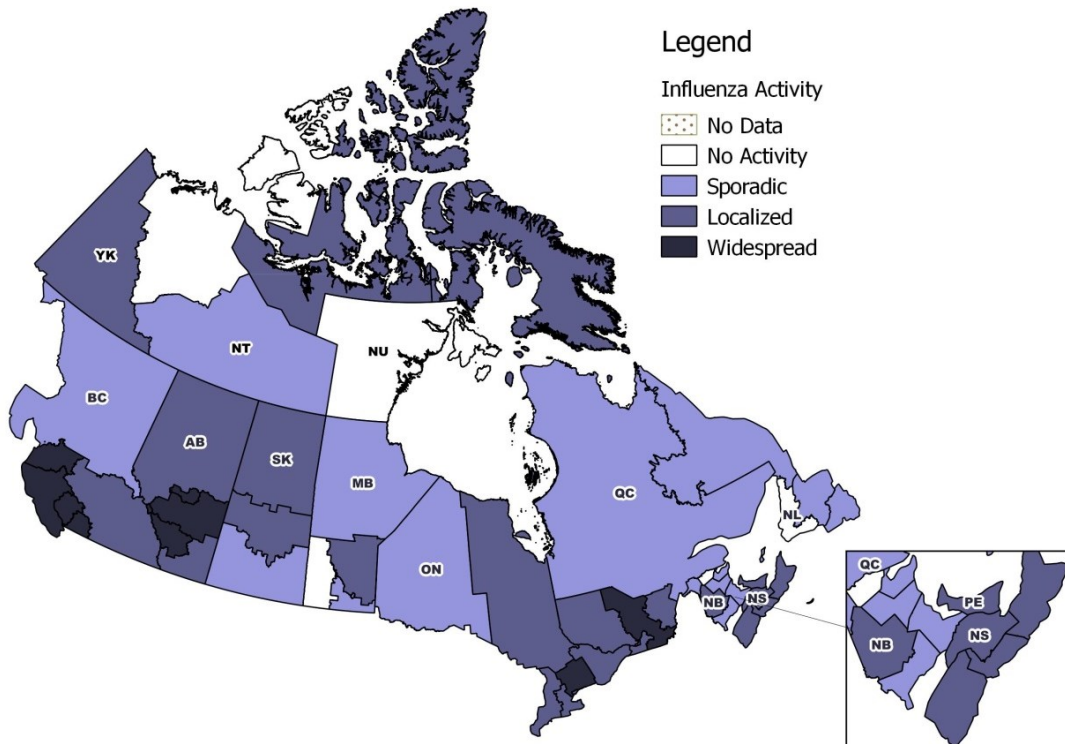 Legend
Influenza Activity
No Data
No Activity
Sporadic
Localized
Widespread
YK
NT
NU
BC
AB
SK
MB
QC
NL
ON
NB
NS
QC
PE
NS
NB